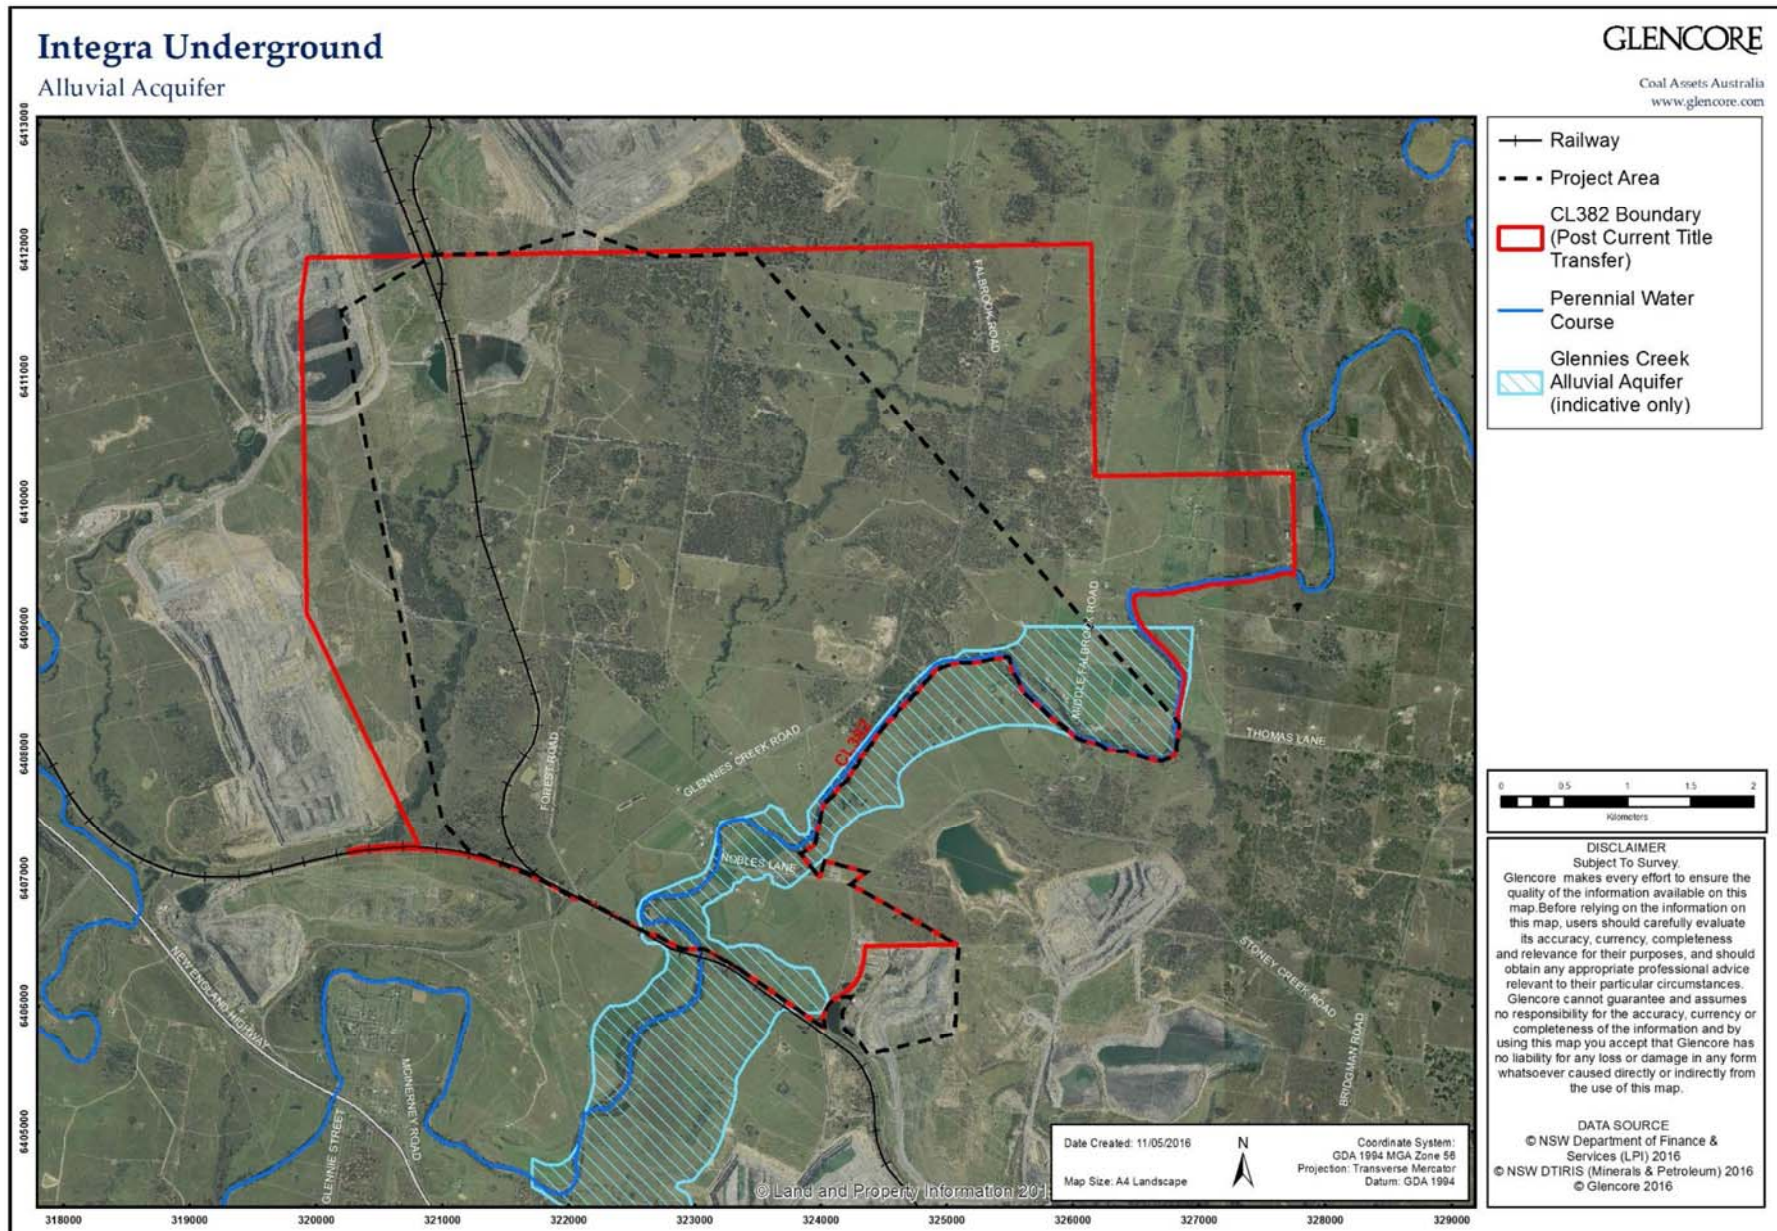 Integra Underground
Alluvial Acquifer
GLENCORE
Coal Assets Australia
www.glencore.com
6413000
6412000
6411000
6410000
6409000
6408000
6407000
6406000
6405000
FALBROOK ROAD
MIDDLE FALBROOK ROAD
THOMAS LANE
CL 382
GLENNIES CREEK ROAD
FOREST ROAD
NOBLES LANE
NEW ENGLAND HIGHWAY
STONEY CREEK ROAD
BRIDGMAN ROAD
MCINERNEY ROAD
GLENNIE STREET
Railway
Project Area
CL382 Boundary
(Post Current Title
Transfer)
Perennial Water
Course
Glennies Creek
Alluvial Aquifer
(indicative only)
0 0.5 1 1.5 2
Kilometers
DISCLAIMER
Subject To Survey.
Glencore makes every effort to ensure the
quality of the information available on this
map.Before relying on the information on
this map, users should carefully evaluate
its accuracy, currency, completeness
and relevance for their purposes, and should
obtain any appropriate professional advice
relevant to their particular circumstances.
Glencore cannot guarantee and assumes
no responsibility for the accuracy, currency or
completeness of the information and by
using this map you accept that Glencore has
no liability for any loss or damage in any form
whatsoever caused directly or indirectly from
the use of this map.
DATA SOURCE
© NSW Department of Finance &
Services (LPI) 2016
© NSW DTIRIS (Minerals & Petroleum) 2016
© Glencore 2016
Date Created: 11/05/2016
Map Size: A4 Landscape
N
Coordinate System:
GDA 1994 MGA Zone 56
Projection: Transverse Mercator
Datum: GDA 1994
© Land and Property Information 201
318000 319000 320000 321000 322000 323000 324000 325000 326000 327000 328000 329000